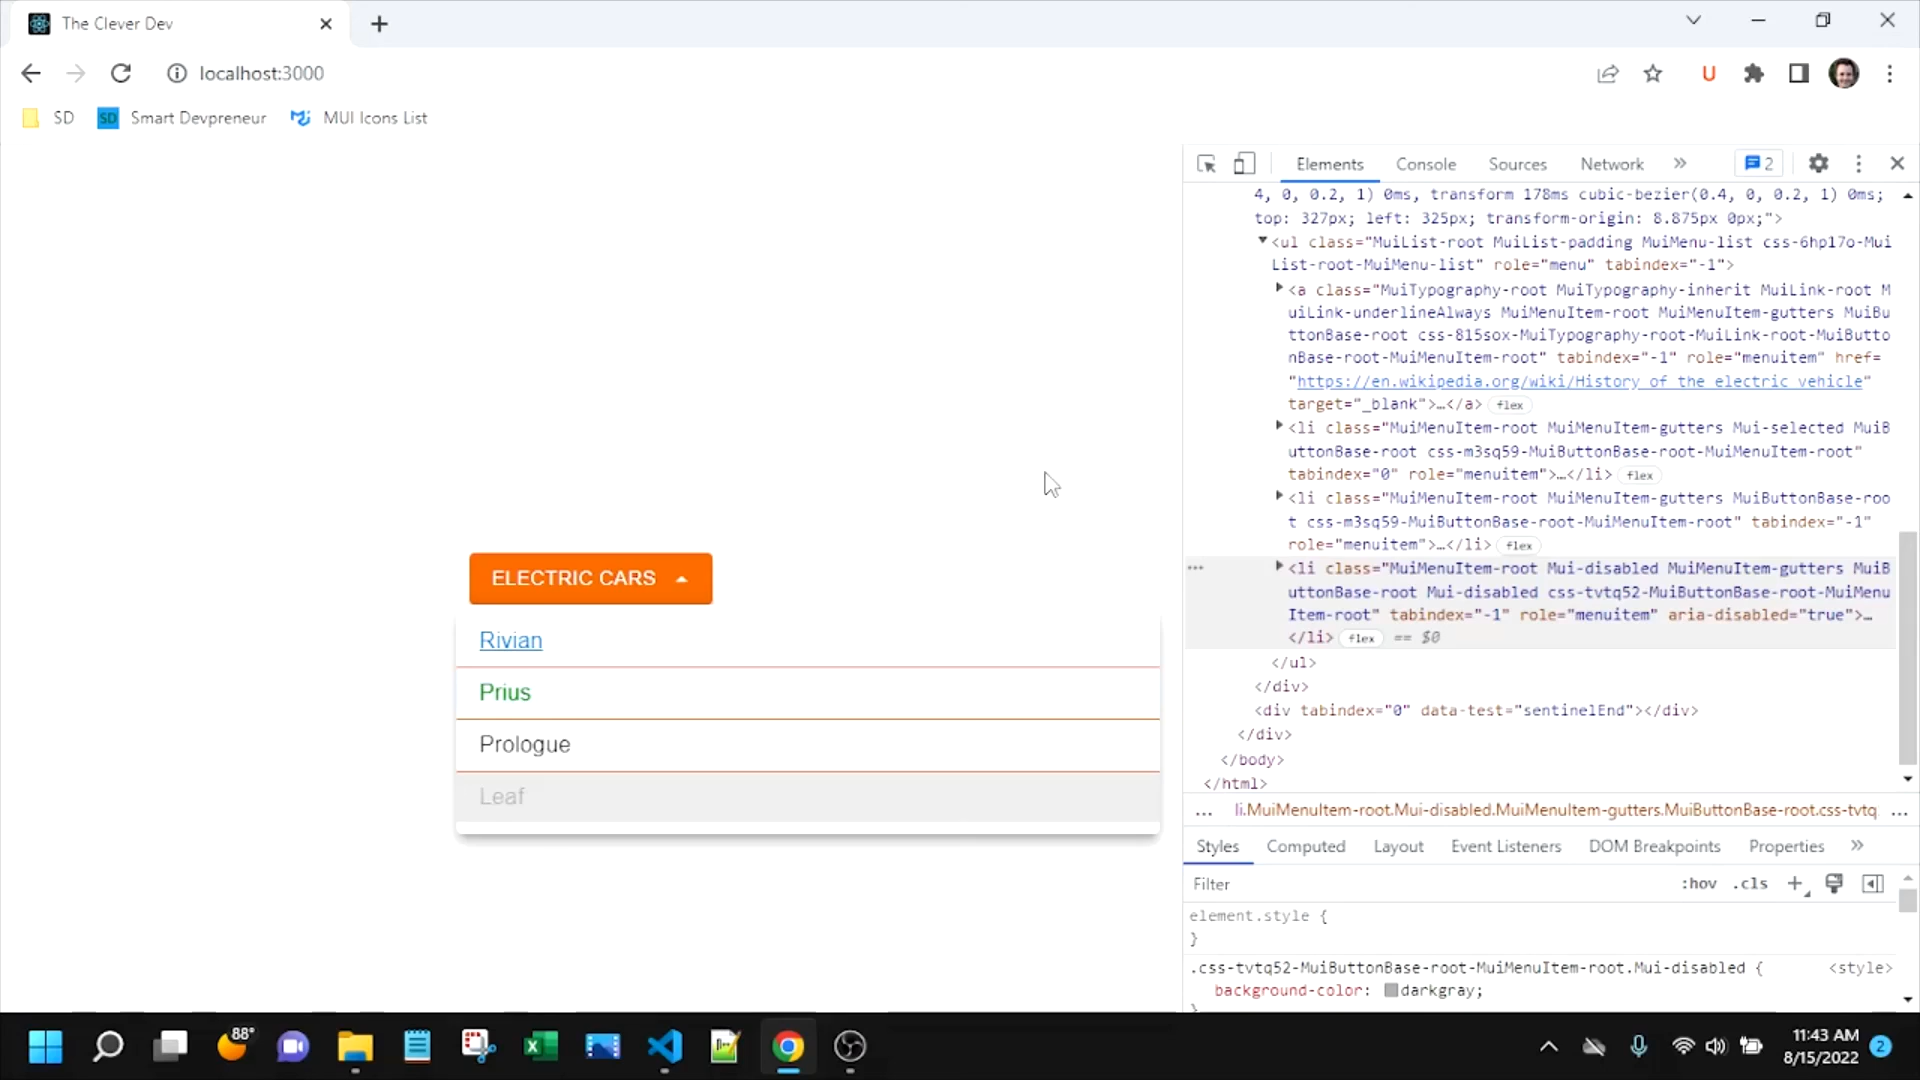 The Clever Dev
localhost:3000
SD
SD Smart Devpreneur
MUI Icons List
U
ELECTRIC CARS
Rivian
Prius
Prologue
Leaf
Elements Console Sources Network » 2
4, 0, 0.2, 1) 0ms, transform 178ms cubic-bezier(0.4, 0, 0.2, 1) 0ms;
top: 327px; left: 325px; transform-origin: 8.875px 0px;">
<ul class="MuiList-root MuiList-padding MuiMenu-list css-6hp17o-Mui
List-root-MuiMenu-list" role="menu" tabindex="-1">
<a class="MuiTypography-root MuiTypography-inherit MuiLink-root M
uiLink-underlineAlways MuiMenuItem-root MuiMenuItem-gutters MuiBu
ttonBase-root css-815sox-MuiTypography-root-MuiLink-root-MuiButto
nBase-root-MuiMenuItem-root" tabindex="-1" role="menuitem" href=
"https://en.wikipedia.org/wiki/History_of_the_electric_vehicle"
target="_blank">…</a> flex
<li class="MuiMenuItem-root MuiMenuItem-gutters Mui-selected MuiB
uttonBase-root css-m3sq59-MuiButtonBase-root-MuiMenuItem-root"
tabindex="0" role="menuitem">…</li> flex
<li class="MuiMenuItem-root MuiMenuItem-gutters MuiButtonBase-roo
t css-m3sq59-MuiButtonBase-root-MuiMenuItem-root" tabindex="-1"
role="menuitem">…</li> flex
<li class="MuiMenuItem-root Mui-disabled MuiMenuItem-gutters MuiB
uttonBase-root Mui-disabled css-tvtq52-MuiButtonBase-root-MuiMenu
Item-root" tabindex="-1" role="menuitem" aria-disabled="true">…
</li> flex == $0
</ul>
</div>
<div tabindex="0" data-test="sentinelEnd"></div>
</div>
</body>
</html>
… li.MuiMenuItem-root.Mui-disabled.MuiMenuItem-gutters.MuiButtonBase-root.css-tvtq …
Styles Computed Layout Event Listeners DOM Breakpoints Properties »
Filter :hov .cls
element.style {
}
.css-tvtq52-MuiButtonBase-root-MuiMenuItem-root.Mui-disabled { <style>
background-color: darkgray;
}
88°
11:43 AM
8/15/2022
2